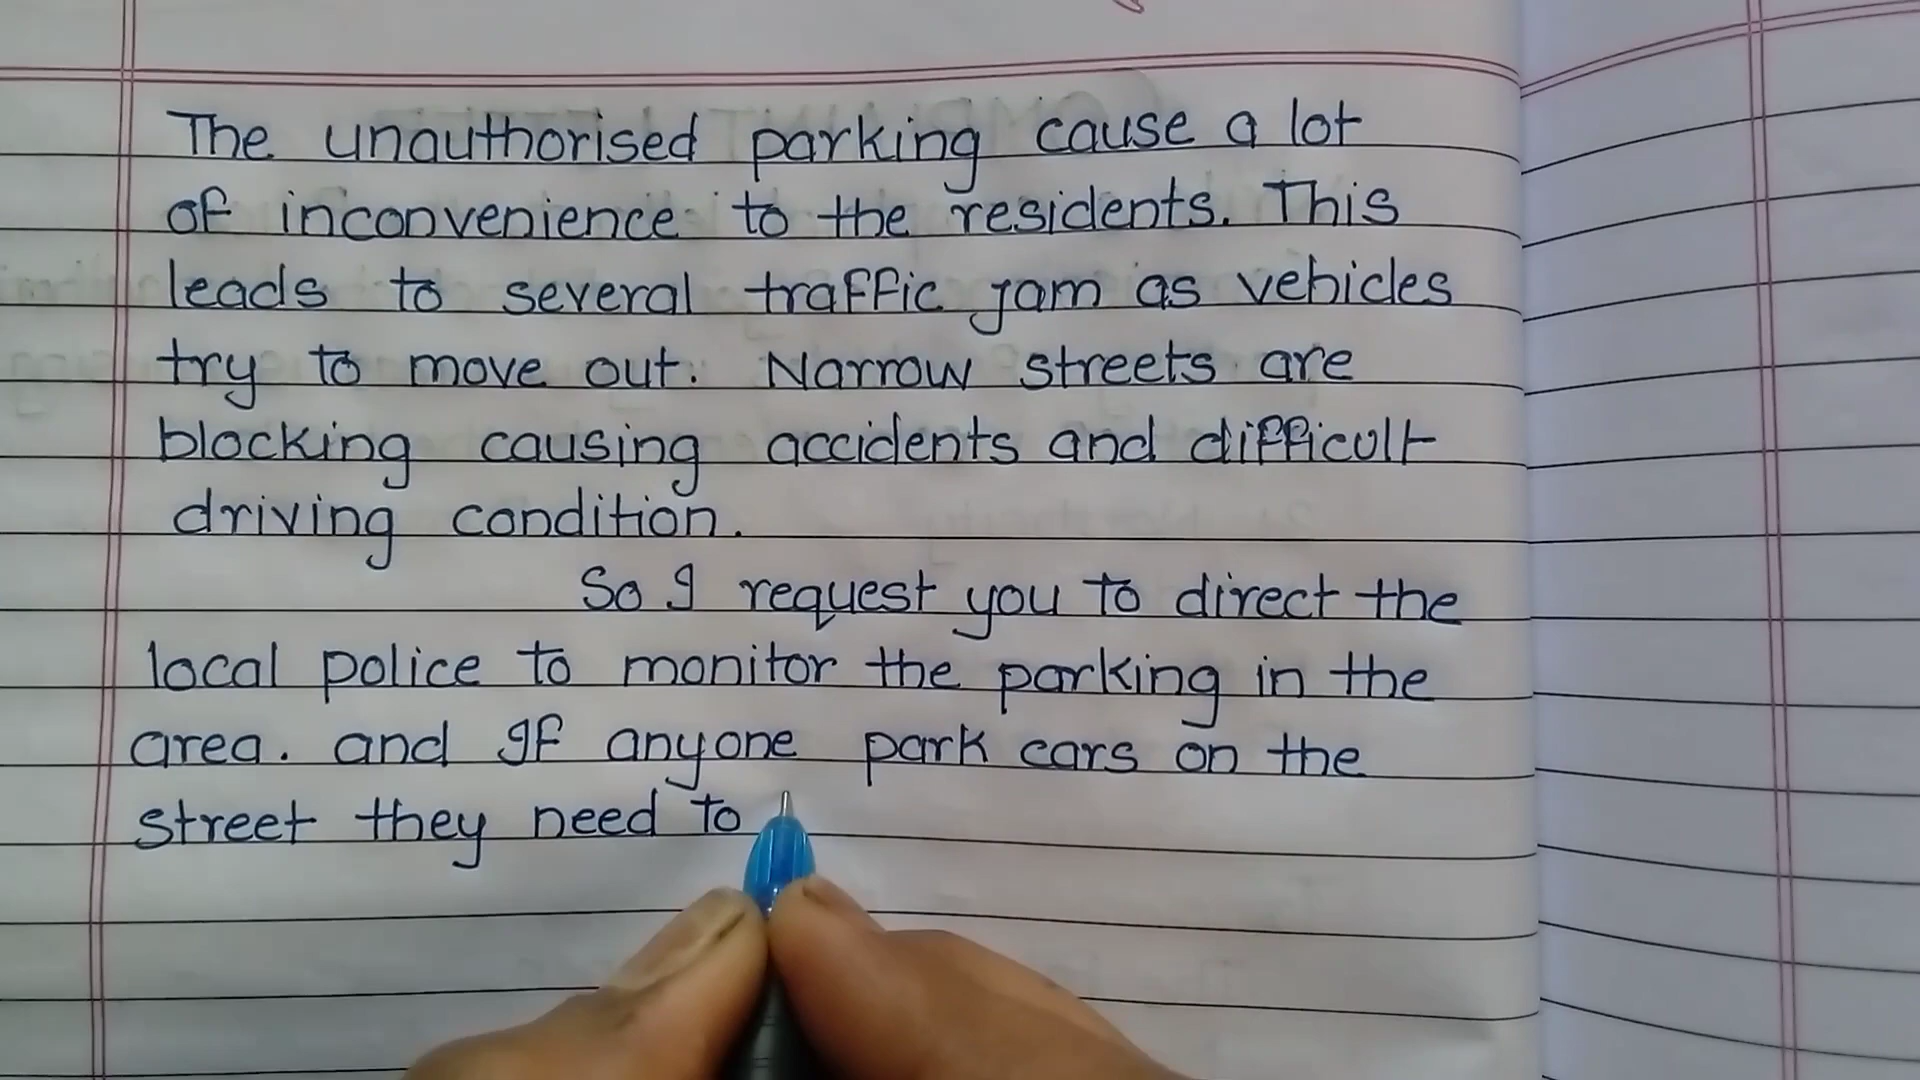 The unauthorised parking cause a lot
of inconvenience to the residents. This
leads to several traffic jam as vehicles
try to move out. Narrow streets are
blocking causing accidents and difficult
driving condition.
So I request you to direct the
local police to monitor the parking in the
area. and If anyone park cars on the
street they need to